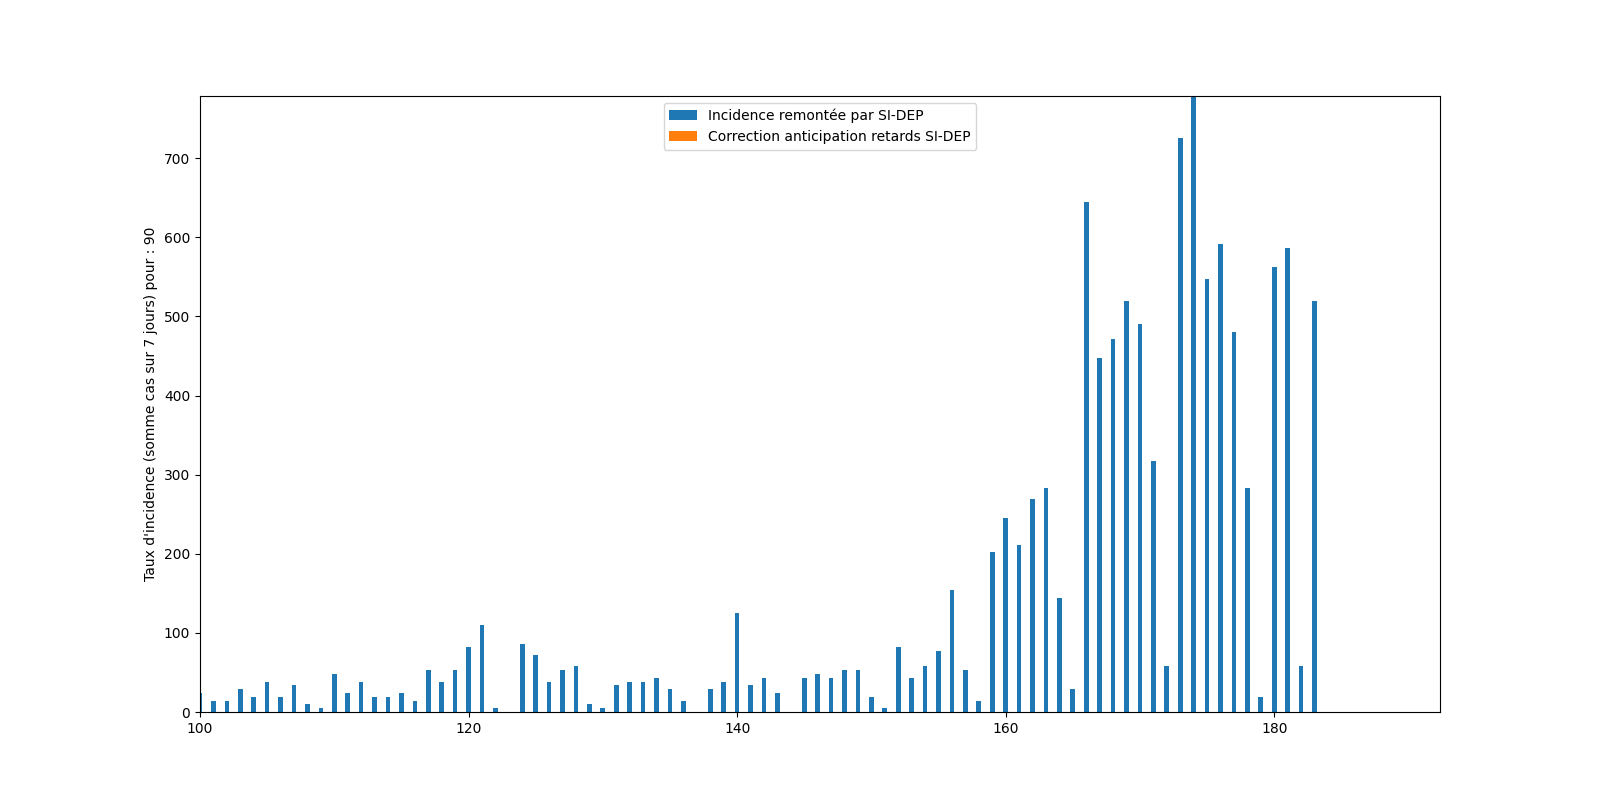 Incidence remontée par SI-DEP
Correction anticipation retards SI-DEP
Taux d'incidence (somme cas sur 7 jours) pour : 90
700
600
500
400
300
200
100
0
100 120 140 160 180